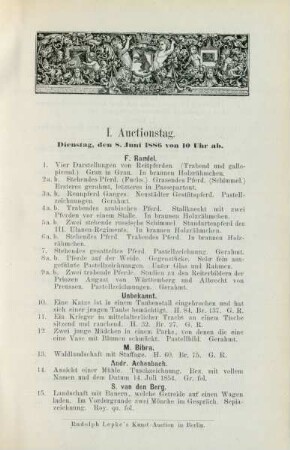 I. Auctionstag.
Dienstag, den 8. Juni 1886 von 10 Uhr ab.
F. Randel.
1. Vier Darstellungen von Reitpferden. (Trabend und gallo-
pirend.) Grau in Grau. In braunen Holzrähmchen.
2a. b. Stehendes Pferd. (Fuchs.) Grasendes Pferd. (Schimmel.)
Ersteres gerahmt, letzteres in Passepartout.
3a. b. Rennpferd Ganges. Neustädter Gestütspferd. Pastell-
zeichnungen. Gerahmt.
4a. b. Trabendes arabisches Pferd. Stallknecht mit zwei
Pferden vor einem Stalle. In braunen Holzrähmchen.
5a. b. Zwei stehende russische Schimmel. Standartenpferd des
III. Ulanen-Regiments. In braunen Holzrähmchen.
6a. b. Stehendes Pferd. Trabendes Pferd. In braunen Holz-
rähmchen.
7. Stehendes gesatteltes Pferd. Pastellzeichnung. Gerahmt.
8a. b. Pferde auf der Weide. Gegenstücke. Sehr fein aus-
geführte Pastellzeichnungen. Unter Glas und Rahmen.
9a. b. Zwei trabende Pferde. Studien zu den Reiterbildern der
Prinzen August von Württemberg und Albrecht von
Preussen. Pastellzeichnungen. Gerahmt.
Unbekannt.
10. Eine Katze ist in einem Taubenstall eingebrochen und hat
sich einer jungen Taube bemächtigt. H. 84, Br. 137. G. R.
11. Ein Krieger in mittelalterlicher Tracht an einem Tische
sitzend und rauchend. H. 33, Br. 27. G. R.
12. Zwei junge Mädchen in einem Parke, von denen die eine
eine Vase mit Blumen schmückt. Gerahmt.
M. Bibra.
13. Waldlandschaft mit Staffage. H. 60, Br. 75. G. R.
Andr. Achenbach.
14. Ansicht einer Mühle. Tuschzeichnung. Bez. mit vollem
Namen und dem Datum 14. Juli 1854. Gr. fol.
S. van den Berg.
15. Landschaft mit Bauern, welche Getreide auf einen Wagen
laden. Im Vordergrunde zwei Mönche im Gespräch. Sepia-
zeichnung. Roy. qu. fol.
Rudolph Lepke's Kunst-Auction in Berlin.